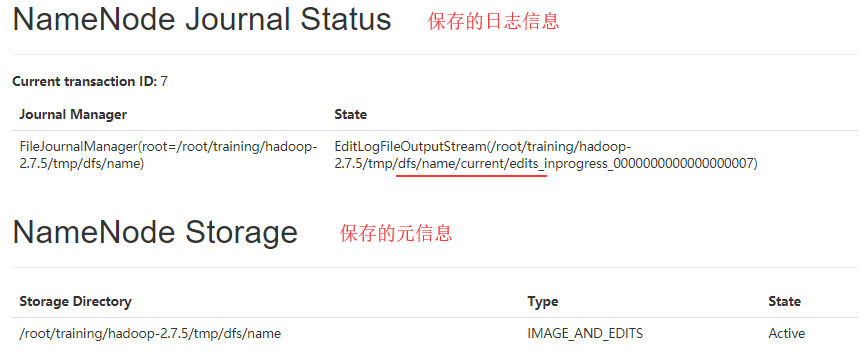 NameNode Journal Status 保存的日志信息
Current transaction ID: 7
Journal Manager State
FileJournalManager(root=/root/training/hadoop- EditLogFileOutputStream(/root/training/hadoop-
2.7.5/tmp/dfs/name) 2.7.5/tmp/dfs/name/current/edits_inprogress_0000000000000000007)
NameNode Storage 保存的元信息
Storage Directory Type State
/root/training/hadoop-2.7.5/tmp/dfs/name IMAGE_AND_EDITS Active